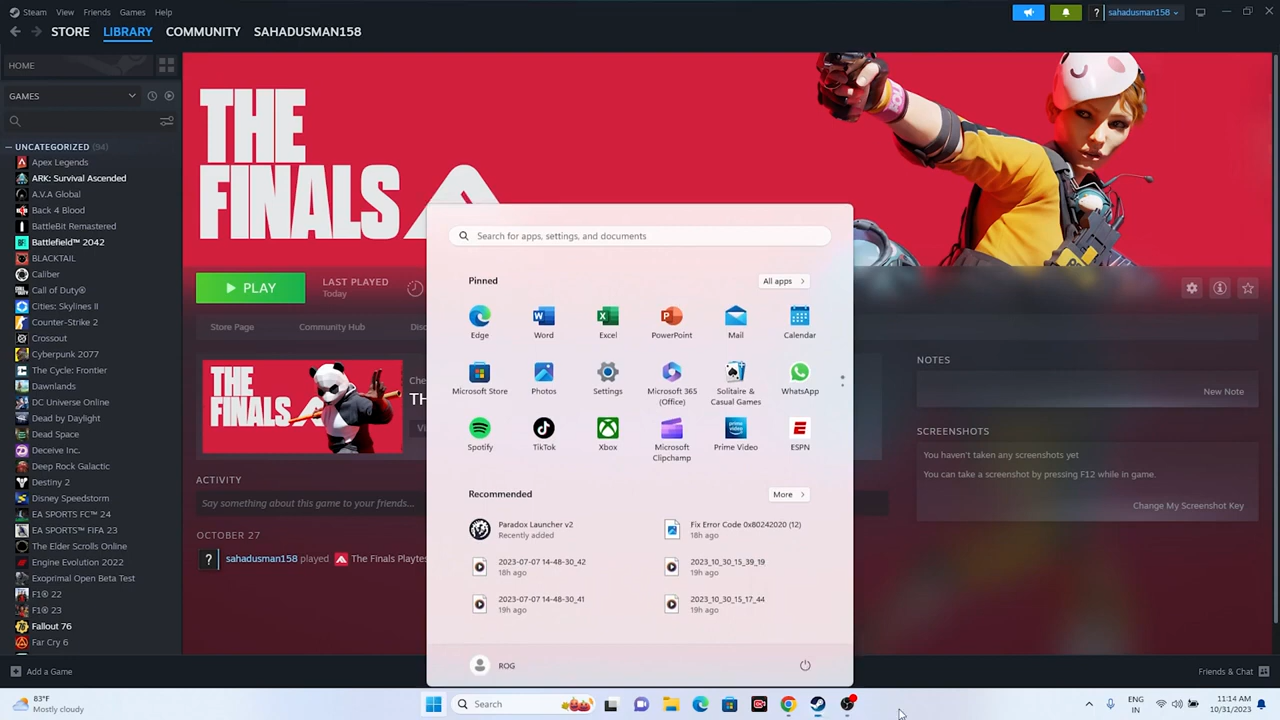 Steam View Friends Games Help
sahadusman158
STORE LIBRARY COMMUNITY SAHADUSMAN158
HOME
GAMES
UNCATEGORIZED (94)
Apex Legends
ARK: Survival Ascended
A.V.A Global
Back 4 Blood
BattleBit Remastered
Battlefield™ 2042
BLACKTAIL
Caliber
Call of Duty
Cities: Skylines II
Counter-Strike 2
Crossout
Cyberpunk 2077
The Cycle: Frontier
Dawnlands
DC Universe Online
Dead by Daylight
Dead Space
Deceive Inc.
Deep Rock Galactic
Destiny 2
Disney Speedstorm
EA SPORTS FC™ 24
EA SPORTS™ FIFA 23
The Elder Scrolls Online
Engine Evolution 2022
Exoprimal Open Beta Test
F1® 22
F1® 23
Fallout 76
Far Cry 6
Add a Game
THE
FINALS
PLAY
LAST PLAYED
Today
Store Page Community Hub
THE
FINALS
ACTIVITY
Say something about this game to your friends...
OCTOBER 27
sahadusman158 played The Finals Playtes
Search for apps, settings, and documents
Pinned
All apps
Edge Word Excel PowerPoint Mail Calendar
Microsoft Store Photos Settings Microsoft 365 (Office) Solitaire & Casual Games WhatsApp
Spotify TikTok Xbox Microsoft Clipchamp Prime Video ESPN
Recommended
More
Paradox Launcher v2
Recently added
Fix Error Code 0x80242020 (12)
18h ago
2023-07-07 14-48-30_42
18h ago
2023_10_30_15_39_19
19h ago
2023-07-07 14-48-30_41
19h ago
2023_10_30_15_17_44
19h ago
ROG
NOTES
New Note
SCREENSHOTS
You haven't taken any screenshots yet
You can take a screenshot by pressing F12 while in game.
Change My Screenshot Key
Friends & Chat
83°F
Mostly cloudy
Search
ENG
IN
11:14 AM
10/31/2023